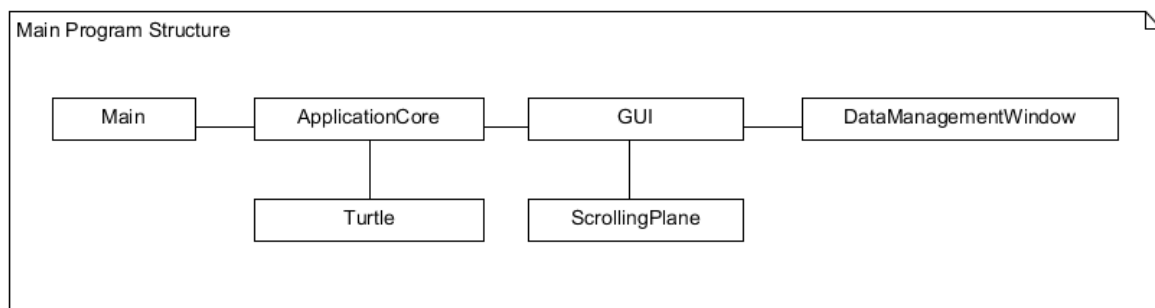 Main Program Structure
Main
ApplicationCore
GUI
DataManagementWindow
Turtle
ScrollingPlane